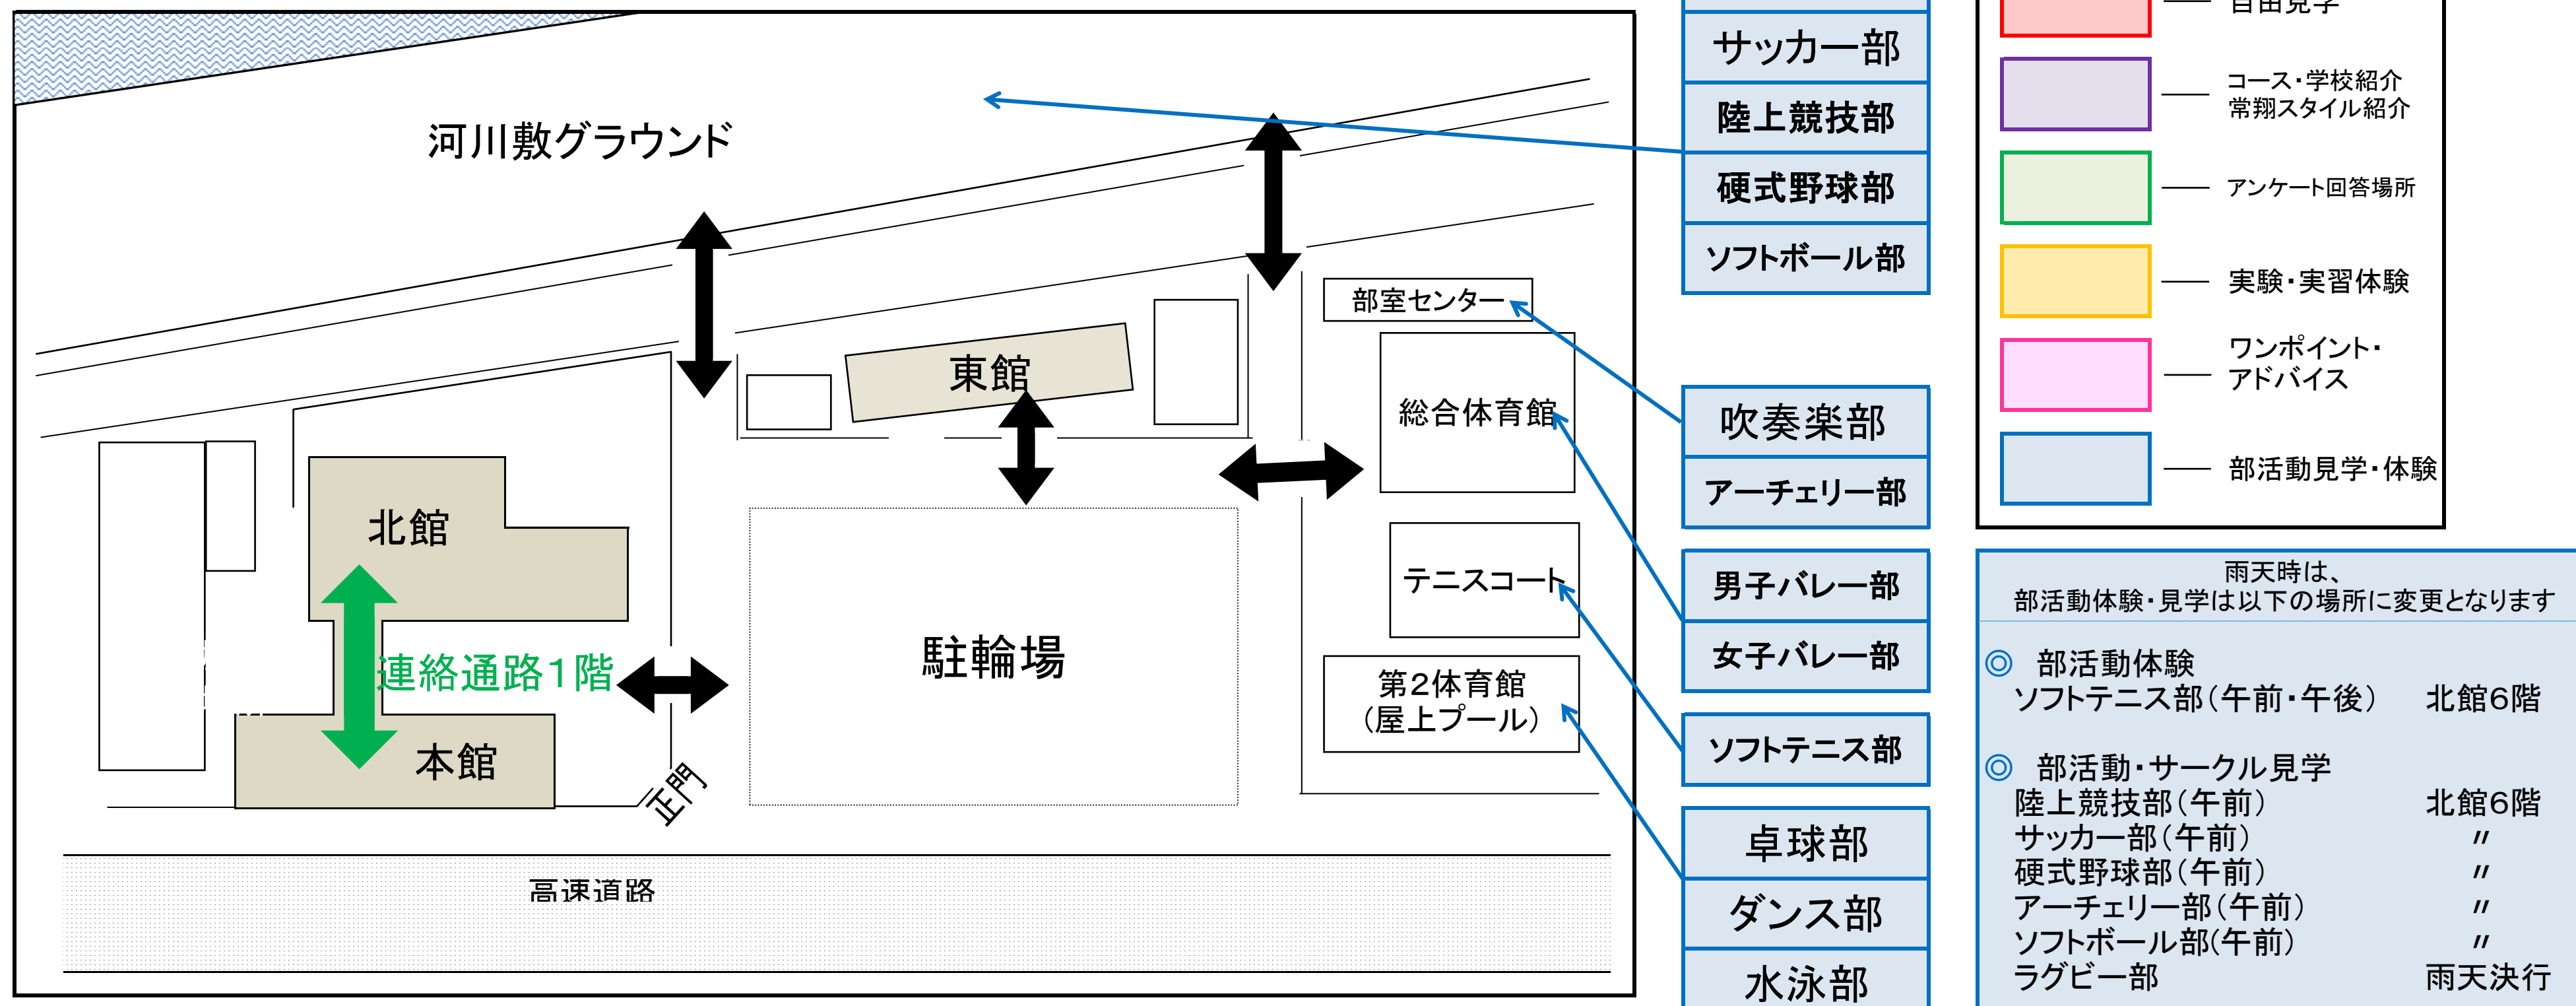 河川敷グラウンド
部室センター
東館
総合体育館
北館
テニスコート
連絡通路1階
駐輪場
第2体育館
(屋上プール)
本館
正門
高速道路
サッカー部
陸上競技部
硬式野球部
ソフトボール部
吹奏楽部
アーチェリー部
男子バレー部
女子バレー部
ソフトテニス部
卓球部
ダンス部
水泳部
自由見学
コース・学校紹介
常翔スタイル紹介
アンケート回答場所
実験・実習体験
ワンポイント・
アドバイス
部活動見学・体験
雨天時は、
部活動体験・見学は以下の場所に変更となります
◎ 部活動体験
ソフトテニス部(午前・午後) 北館6階
◎ 部活動・サークル見学
陸上競技部(午前) 北館6階
サッカー部(午前) 〃
硬式野球部(午前) 〃
アーチェリー部(午前) 〃
ソフトボール部(午前) 〃
ラグビー部 雨天決行